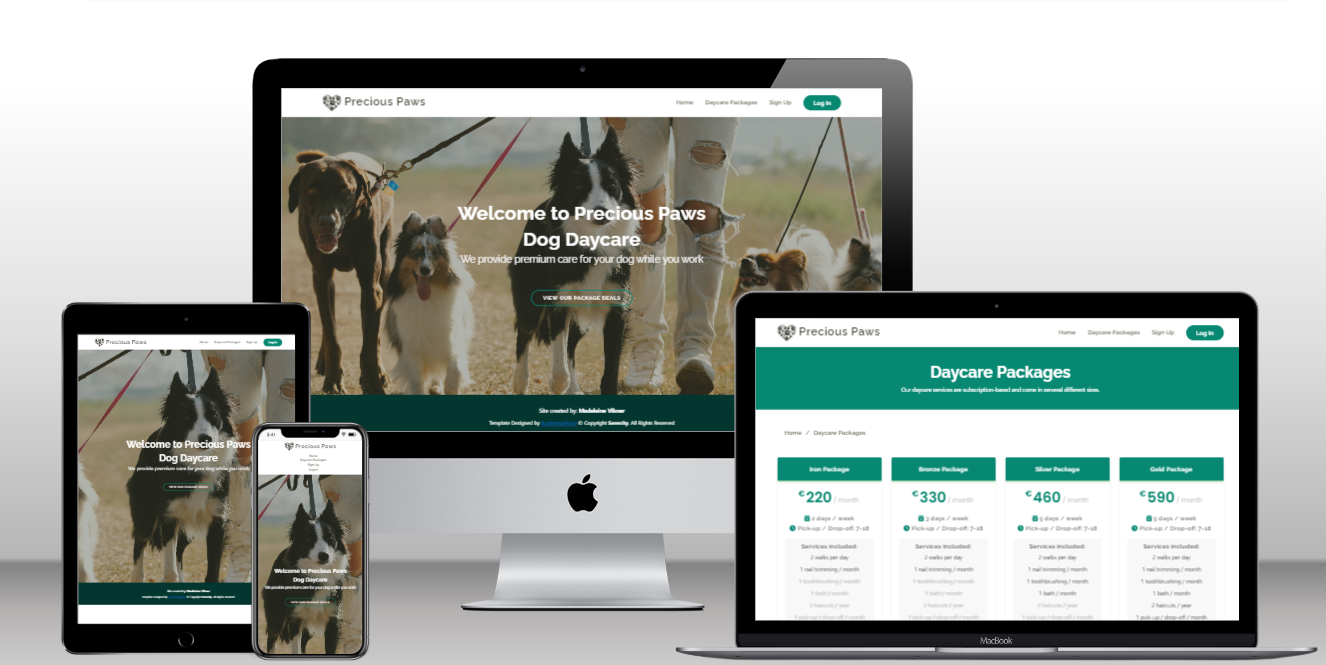 Precious Paws
Home Daycare Packages Sign Up Log In
Welcome to Precious Paws
Dog Daycare
We provide premium care for your dog while you work
VIEW OUR PACKAGE DEALS
Site created by: Madeleine Vilmer
Template Designed by © Copyright Serenity. All Rights Reserved
Precious Paws
Home Daycare Packages Sign Up Log In
Welcome to Precious Paws
Dog Daycare
We provide premium care for your dog while you work
VIEW OUR PACKAGE DEALS
Precious Paws
Home
Daycare Packages
Sign Up
Log In
Welcome to Precious Paws
Dog Daycare
We provide premium care for your dog while you work
VIEW OUR PACKAGE DEALS
Precious Paws
Home Daycare Packages Sign Up Log In
Daycare Packages
Our daycare services are subscription-based and come in several different sizes.
Home / Daycare Packages
Iron Package Bronze Package Silver Package Gold Package
€220 / month €330 / month €460 / month €590 / month
2 days / week 3 days / week 5 days / week 5 days / week
Pick-up / Drop-off: 7-18 Pick-up / Drop-off: 7-18 Pick-up / Drop-off: 7-18 Pick-up / Drop-off: 7-18
Services Included: Services Included: Services Included: Services Included:
2 walks per day 2 walks per day 2 walks per day 2 walks per day
1 nail trimming / month 1 nail trimming / month 1 nail trimming / month 1 nail trimming / month
1 toothbrushing / month 1 toothbrushing / month 1 toothbrushing / month 1 toothbrushing / month
1 bath / month 1 bath / month 1 bath / month 1 bath / month
2 haircuts / year 2 haircuts / year 2 haircuts / year 2 haircuts / year
1 pick-up / drop-off / month 1 pick-up / drop-off / month 1 pick-up / drop-off / month 1 pick-up / drop-off / month
MacBook